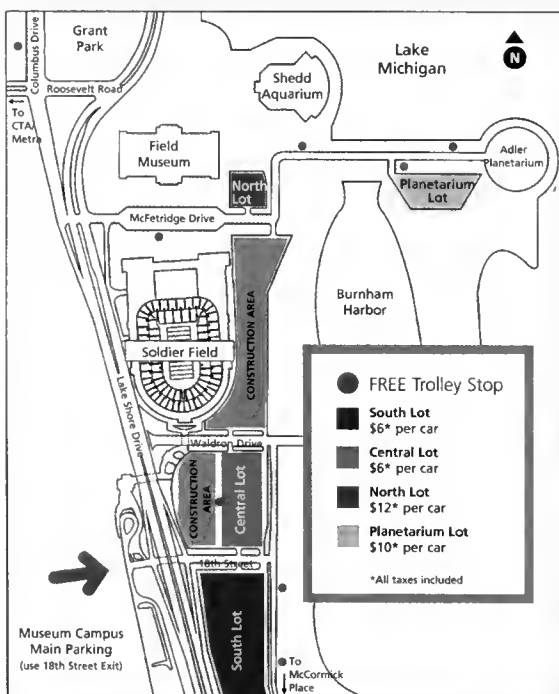 Grant
Park
Columbus Drive
Roosevelt Road
To
CTA/
Metra
Lake
Michigan
N
Shedd
Aquarium
Field
Museum
Adler
Planetarium
North
Lot
Planetarium
Lot
McFetridge Drive
CONSTRUCTION AREA
Burnham
Harbor
Soldier Field
Lake Shore Drive
Waldron Drive
CONSTRUCTION AREA
Central Lot
18th Street
South Lot
Museum Campus
Main Parking
(use 18th Street Exit)
To
McCormick
Place
FREE Trolley Stop
South Lot
$6* per car
Central Lot
$6* per car
North Lot
$12* per car
Planetarium Lot
$10* per car
*All taxes included